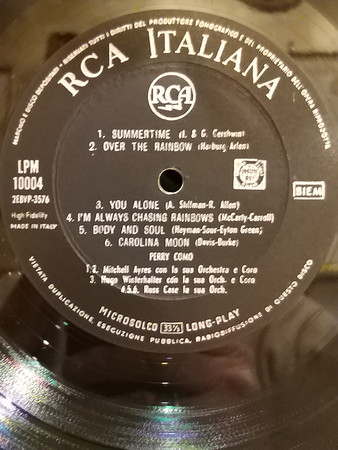 MARCHIO E DISCO DEPOSITATI - RISERVATI TUTTI I DIRITTI DEL PRODUTTORE FONOGRAFICO E DEL PROPRIETARIO DELL'OPERA RIPRODOTTA
RCA ITALIANA
RCA
1. SUMMERTIME (I. & G. Gershwin)
2. OVER THE RAINBOW (Harburg-Arlen)
LPM
10004
2EBVP-3576
High Fidelity
MADE IN ITALY
BIEM
3. YOU ALONE (A. Stillman-R. Allen)
4. I'M ALWAYS CHASING RAINBOWS (McCarty-Carroll)
5. BODY AND SOUL (Heyman-Sour-Eyton Green)
6. CAROLINA MOON (Davis-Burke)
PERRY COMO
1.2. Mitchell Ayres con la sua Orchestra e Coro
3. Hugo Winterhalter con la sua Orch. e Coro
4.5.6. Russ Case la sua Orch.
MICROSOLCO 33⅓ LONG-PLAY
VIETATA DUPLICAZIONE, ESECUZIONE PUBBLICA, RADIODIFFUSIONE DI QUESTO DISCO